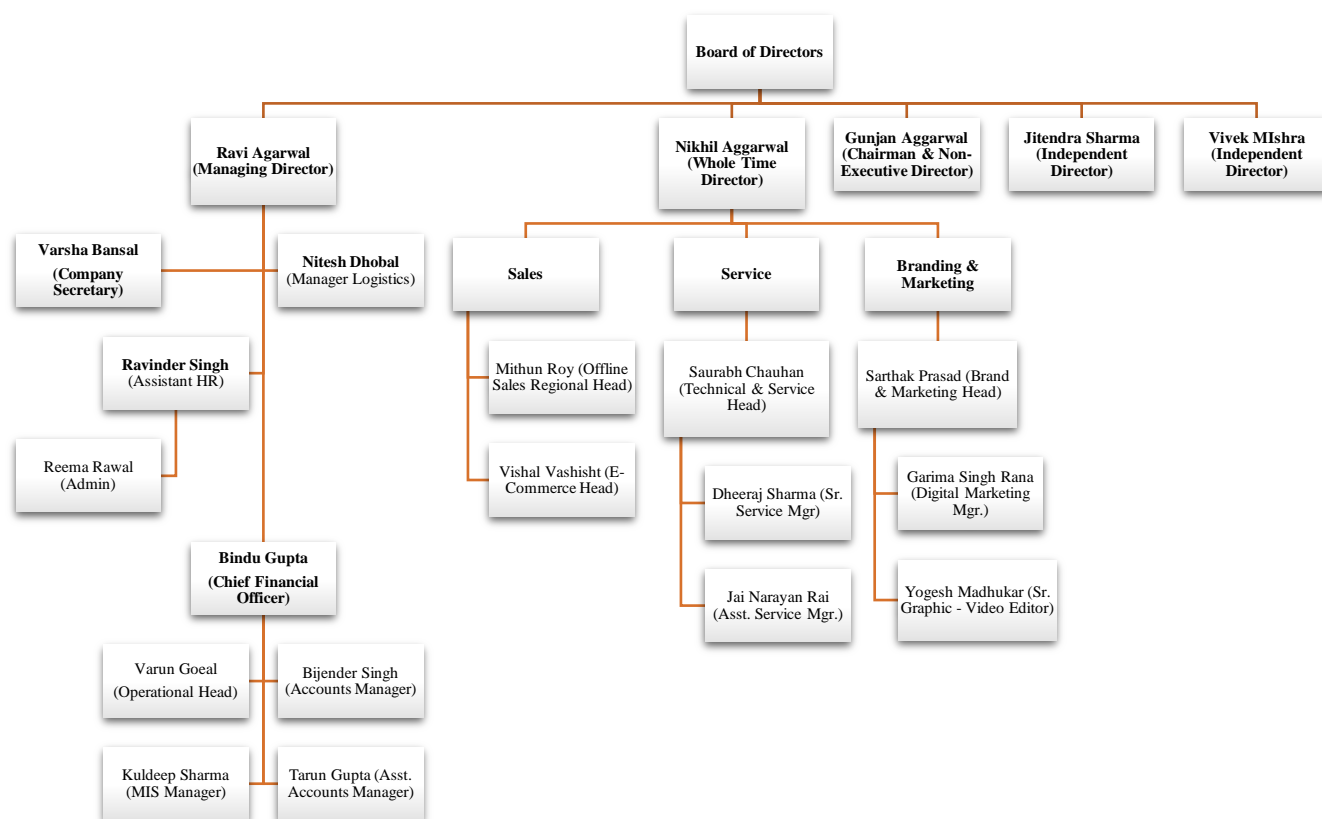 Board of Directors
Ravi Agarwal
(Managing Director)
Nikhil Aggarwal
(Whole Time
Director)
Gunjan Aggarwal
(Chairman & Non-
Executive Director)
Jitendra Sharma
(Independent
Director)
Vivek MIshra
(Independent
Director)
Varsha Bansal
(Company
Secretary)
Nitesh Dhobal
(Manager Logistics)
Sales
Service
Branding &
Marketing
Ravinder Singh
(Assistant HR)
Mithun Roy (Offline
Sales Regional Head)
Saurabh Chauhan
(Technical & Service
Head)
Sarthak Prasad (Brand
& Marketing Head)
Reema Rawal
(Admin)
Vishal Vashisht (E-
Commerce Head)
Dheeraj Sharma (Sr.
Service Mgr)
Garima Singh Rana
(Digital Marketing
Mgr.)
Bindu Gupta
(Chief Financial
Officer)
Jai Narayan Rai
(Asst. Service Mgr.)
Yogesh Madhukar (Sr.
Graphic - Video Editor)
Varun Goeal
(Operational Head)
Bijender Singh
(Accounts Manager)
Kuldeep Sharma
(MIS Manager)
Tarun Gupta (Asst.
Accounts Manager)